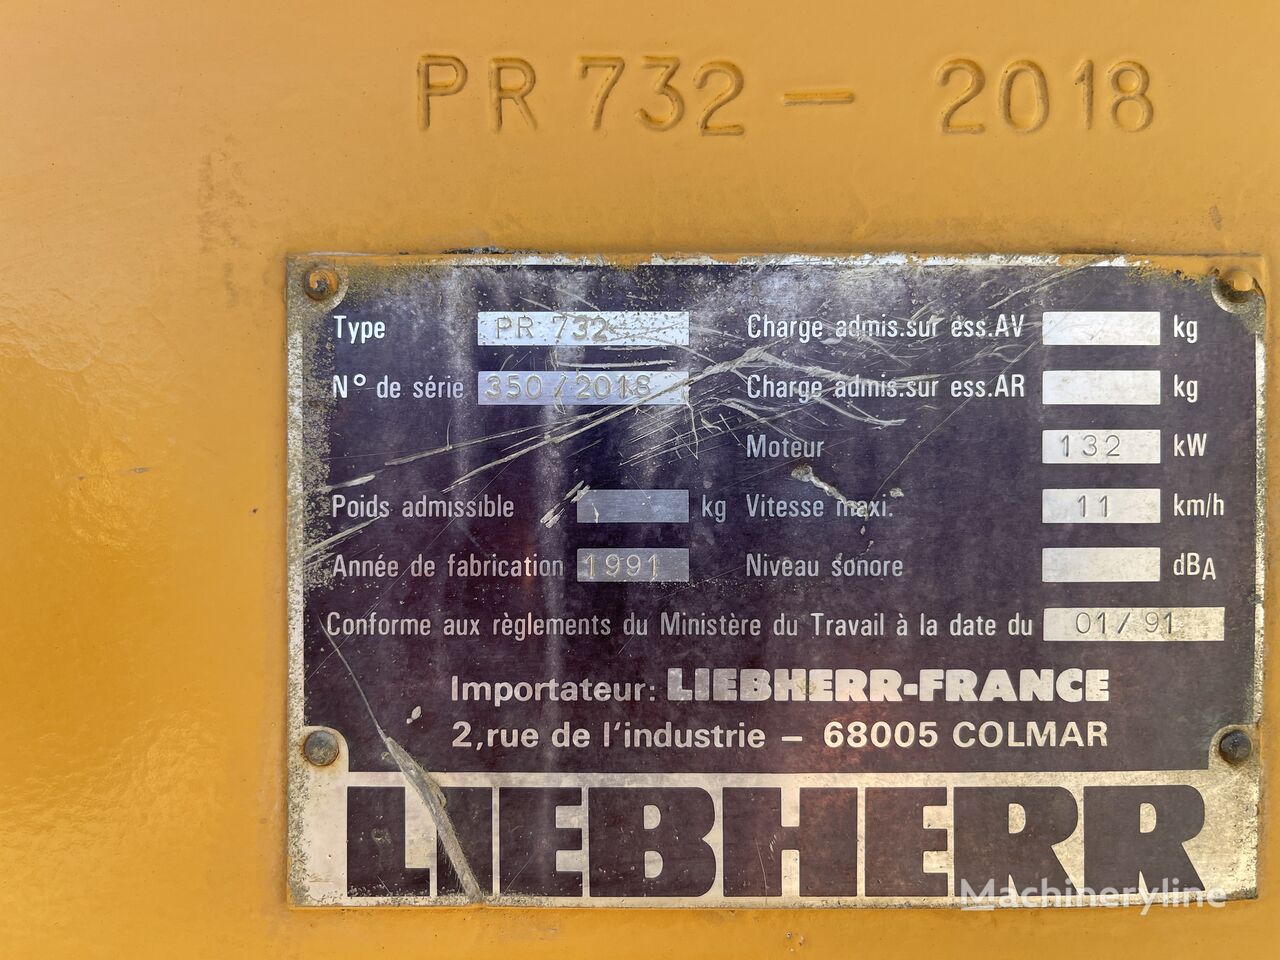 PR 732 - 2018
Type PR 732 Charge admis.sur ess.AV kg
N° de série 350/2018 Charge admis.sur ess.AR kg
Moteur 132 kW
Poids admissible kg Vitesse maxi. 11 km/h
Année de fabrication 1991 Niveau sonore dBA
Conforme aux règlements du Ministère du Travail à la date du 01/91
Importateur: LIEBHERR-FRANCE
2,rue de l'industrie – 68005 COLMAR
LIEBHERR
Machineryline